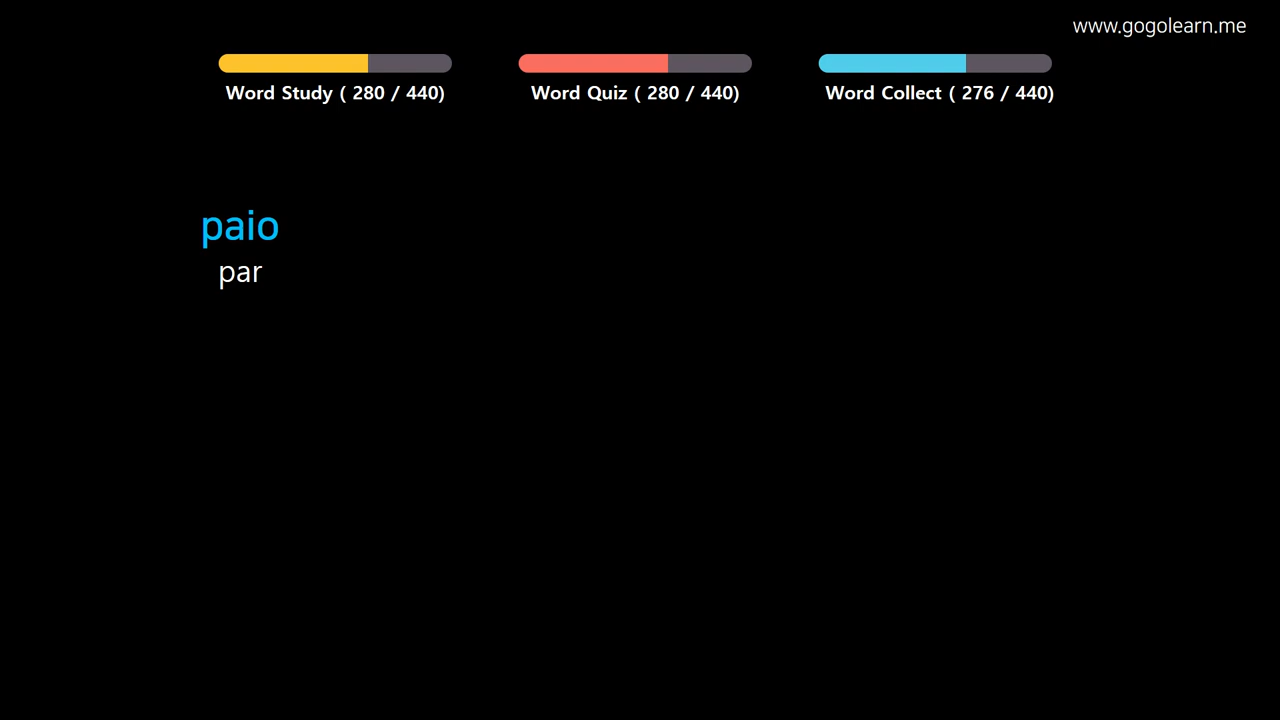 www.gogolearn.me
Word Study ( 280 / 440)
Word Quiz ( 280 / 440)
Word Collect ( 276 / 440)
paio
par